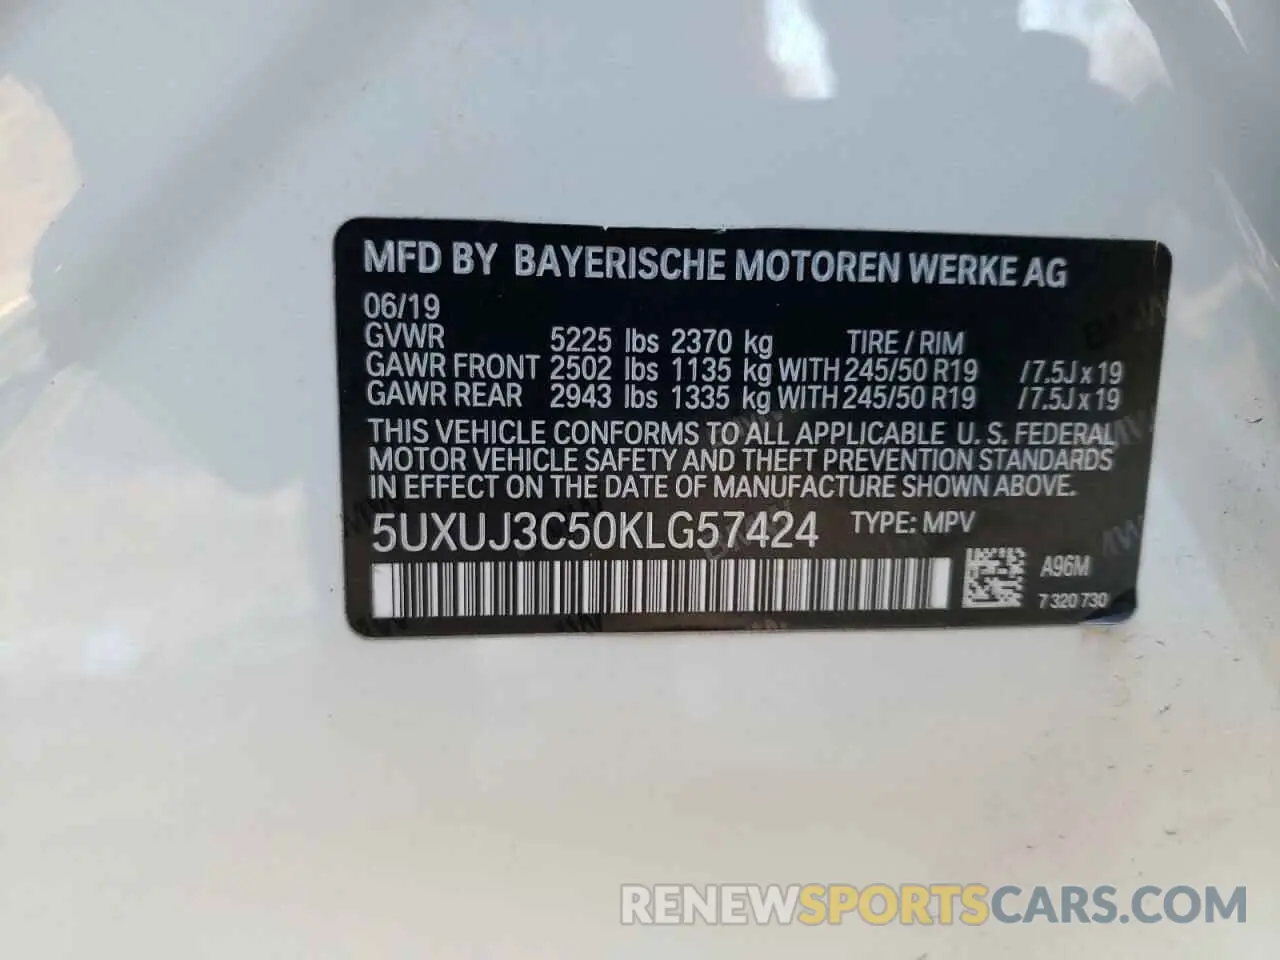 MFD BY BAYERISCHE MOTOREN WERKE AG
06/19
GVWR 5225 lbs 2370 kg TIRE / RIM
GAWR FRONT 2502 lbs 1135 kg WITH 245/50 R19 / 7.5J x 19
GAWR REAR 2943 lbs 1335 kg WITH 245/50 R19 / 7.5J x 19
THIS VEHICLE CONFORMS TO ALL APPLICABLE U.S. FEDERAL
MOTOR VEHICLE SAFETY AND THEFT PREVENTION STANDARDS
IN EFFECT ON THE DATE OF MANUFACTURE SHOWN ABOVE.
5UXUJ3C50KLG57424 TYPE: MPV
A96M
7 320 730
RENEWSPORTSCARS.COM